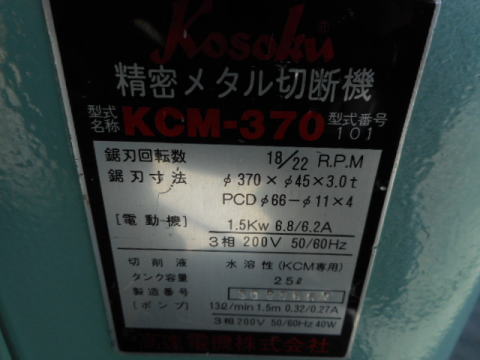 Kosoku®
精密メタル切断機
型式名称 KCM-370 型式番号 101
鋸刃回転数 18/22 R.P.M
鋸刃寸法 φ370×φ45×3.0t
PCDφ66-φ11×4
[電動機] 1.5Kw 6.8/6.2A
3相 200V 50/60Hz
切削液 水溶性(KCM専用)
タンク容量 25ℓ
製造番号
[ポンプ] 13ℓ/min 1.5m 0.32/0.27A
3相200V 50/60Hz 40W
高速電機株式会社